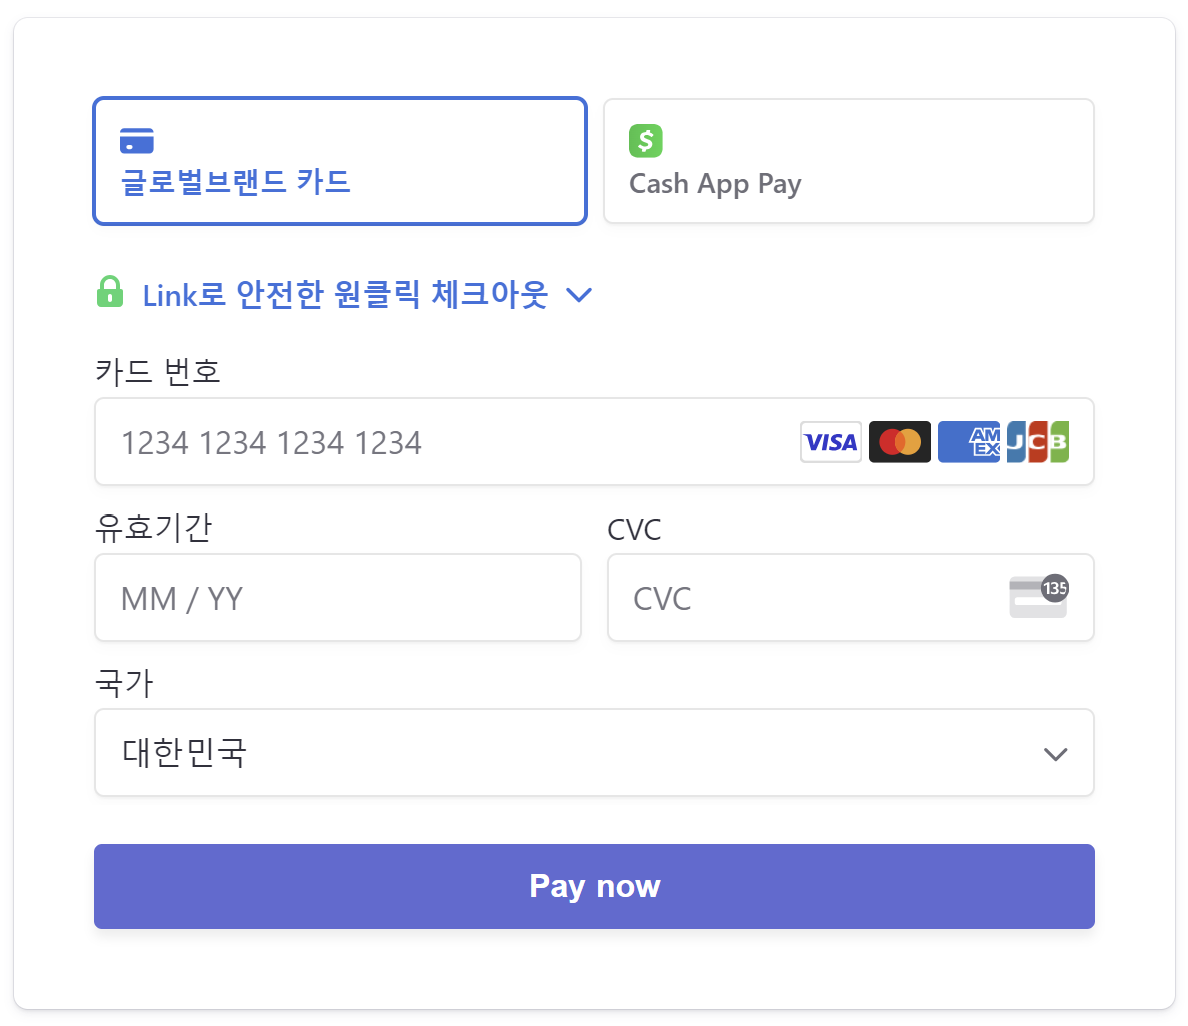 글로벌브랜드 카드
$
Cash App Pay
Link로 안전한 원클릭 체크아웃
카드 번호
1234 1234 1234 1234
VISA
AM
EX
JCB
유효기간
CVC
MM / YY
CVC
135
국가
대한민국
Pay now